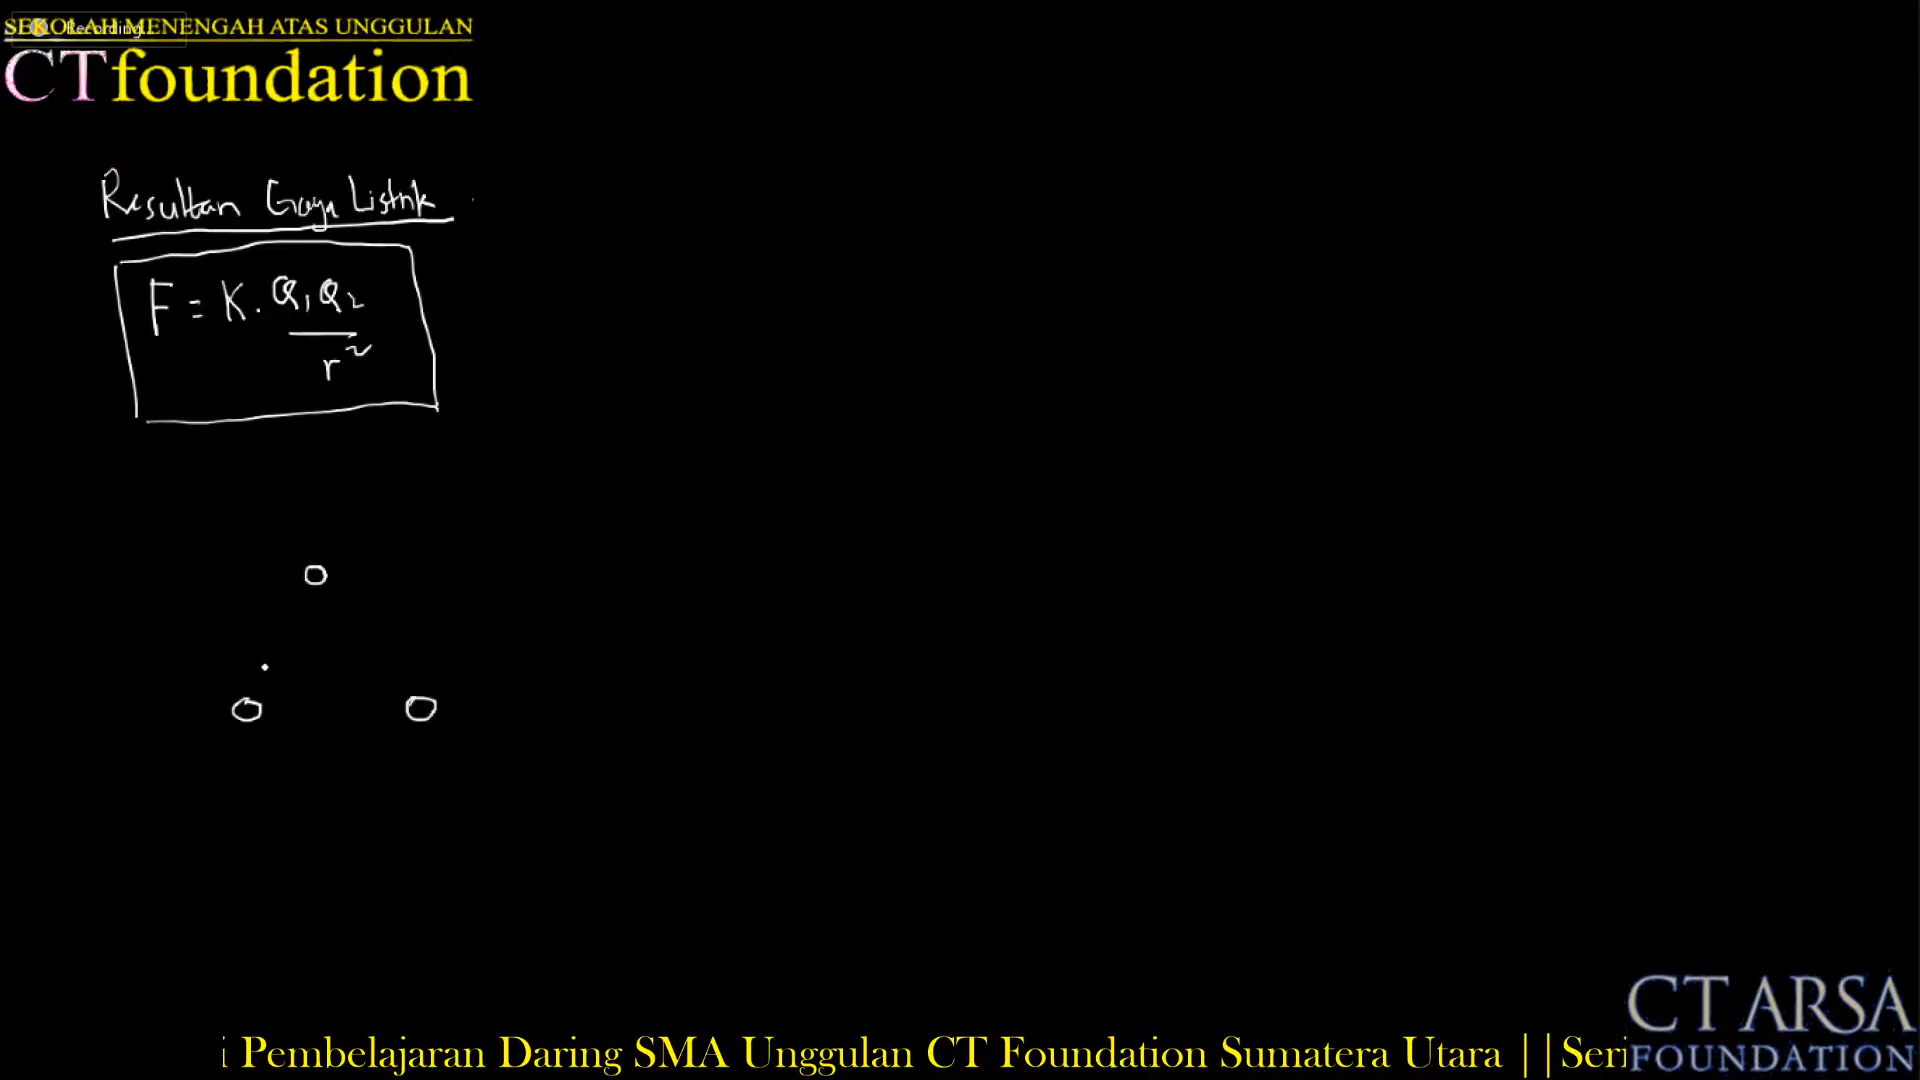 SEKOLAH MENENGAH ATAS UNGGULAN
Recording...
CTfoundation
Resultan Gaya Listrik
F = K. Q₁Q₂
r²
i Pembelajaran Daring SMA Unggulan CT Foundation Sumatera Utara ||Seri
CT ARSA
FOUNDATION